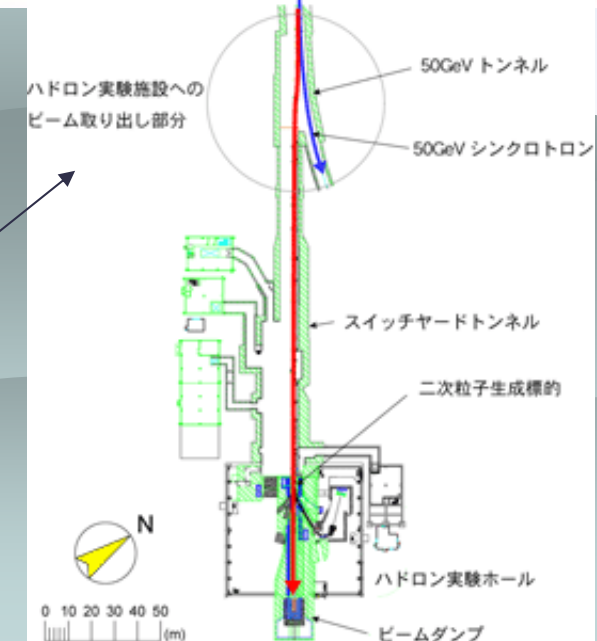 50GeV トンネル
ハドロン実験施設への
ビーム取り出し部分
50GeV シンクロトロン
スイッチヤードトンネル
二次粒子生成標的
N
ハドロン実験ホール
0 10 20 30 40 50
(m)
ビームダンプ